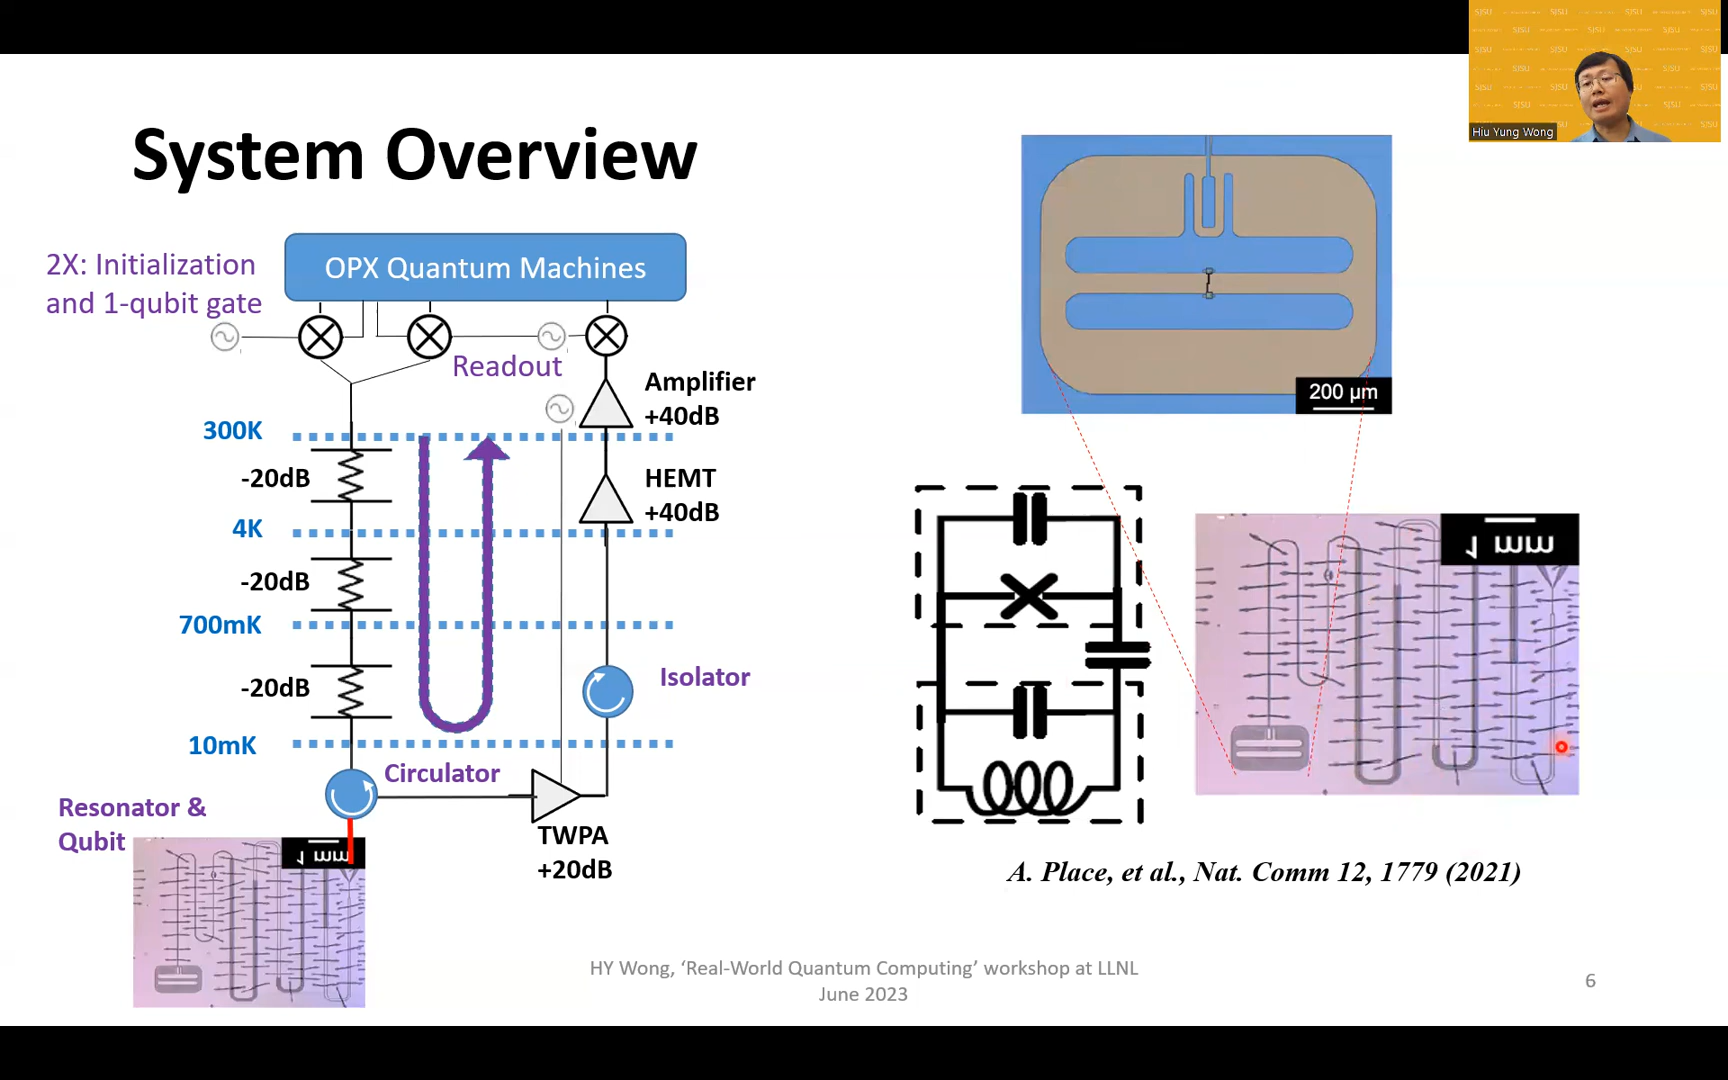 System Overview
2X: Initialization
and 1-qubit gate
OPX Quantum Machines
Readout
Amplifier
+40dB
300K
-20dB
HEMT
+40dB
4K
-20dB
700mK
-20dB
Isolator
10mK
Circulator
Resonator &
Qubit
TWPA
+20dB
1 mm
200 µm
1 mm
A. Place, et al., Nat. Comm 12, 1779 (2021)
HY Wong, ‘Real-World Quantum Computing’ workshop at LLNL
June 2023
6
SJSU
Hiu Yung Wong